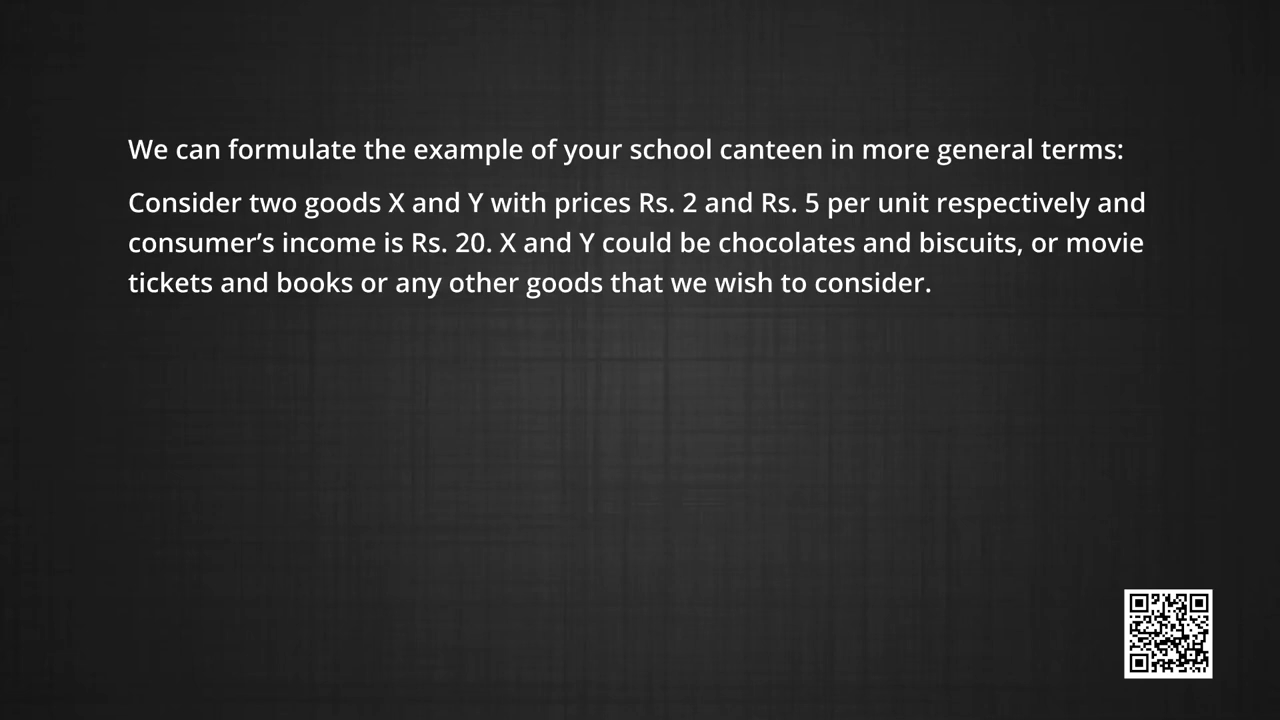 We can formulate the example of your school canteen in more general terms:
Consider two goods X and Y with prices Rs. 2 and Rs. 5 per unit respectively and
consumer’s income is Rs. 20. X and Y could be chocolates and biscuits, or movie
tickets and books or any other goods that we wish to consider.